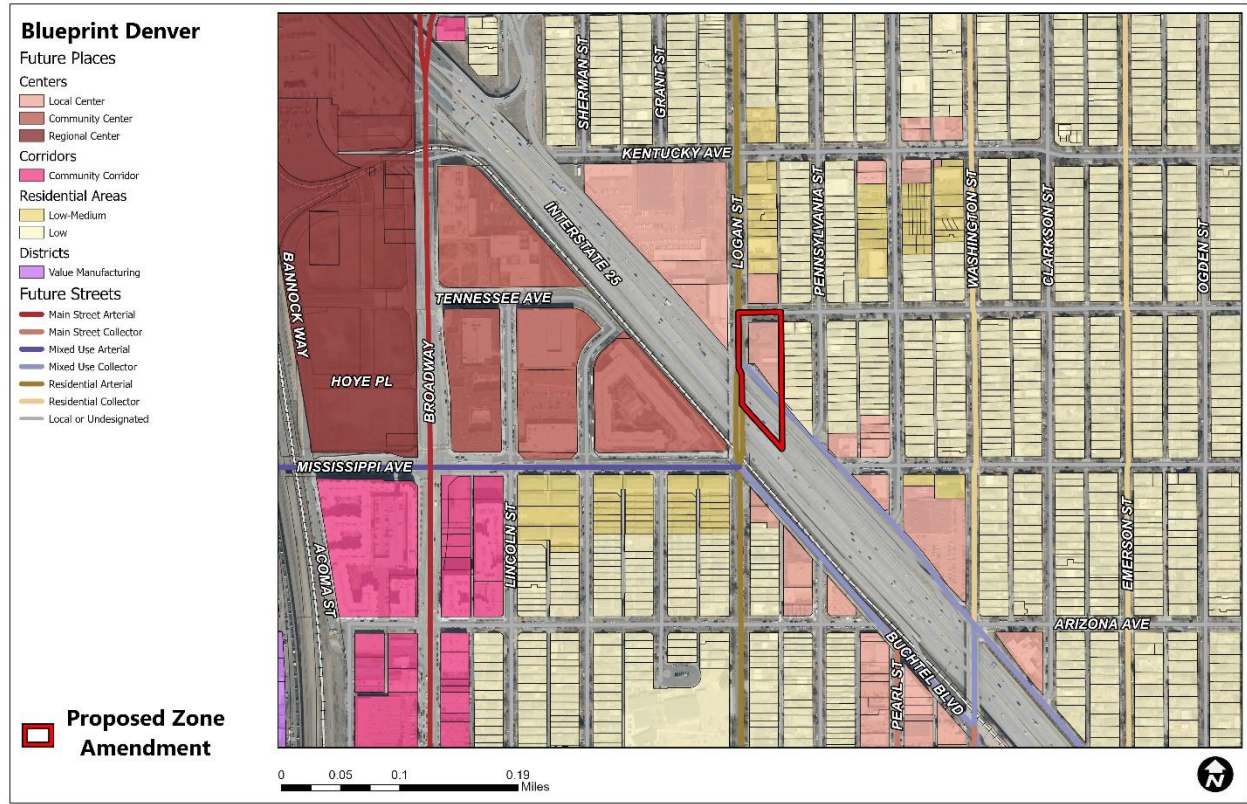 Blueprint Denver
Future Places
Centers
Local Center
Community Center
Regional Center
Corridors
Community Corridor
Residential Areas
Low-Medium
Low
Districts
Value Manufacturing
Future Streets
Main Street Arterial
Main Street Collector
Mixed Use Arterial
Mixed Use Collector
Residential Arterial
Residential Collector
Local or Undesignated
Proposed Zone
Amendment
SHERMAN ST
GRANT ST
KENTUCKY AVE
INTERSTATE 25
LOGAN ST
PENNSYLVANIA ST
WASHINGTON ST
CLARKSON ST
OGDEN ST
BANNOCK WAY
TENNESSEE AVE
BROADWAY
HOYE PL
MISSISSIPPI AVE
ACOMA ST
LINCOLN ST
EMERSON ST
ARIZONA AVE
BUCHTEL BLVD
PEARL ST
0 0.05 0.1 0.19
Miles
N